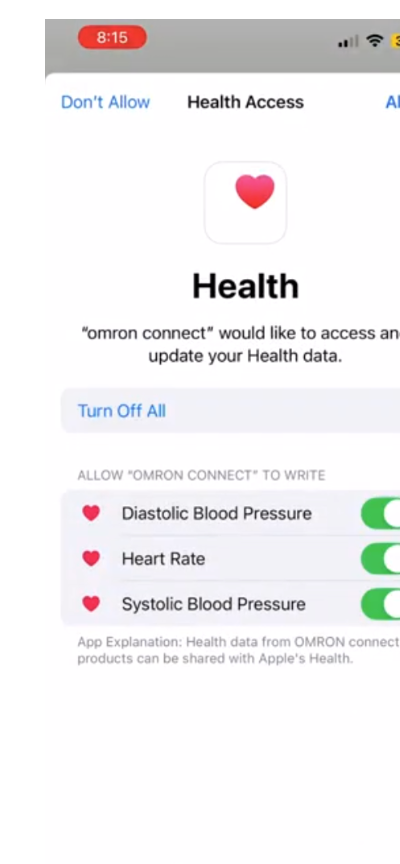 8:15
Don't Allow Health Access Al
Health
"omron connect" would like to access an
update your Health data.
Turn Off All
ALLOW "OMRON CONNECT" TO WRITE
Diastolic Blood Pressure
Heart Rate
Systolic Blood Pressure
App Explanation: Health data from OMRON connect
products can be shared with Apple's Health.